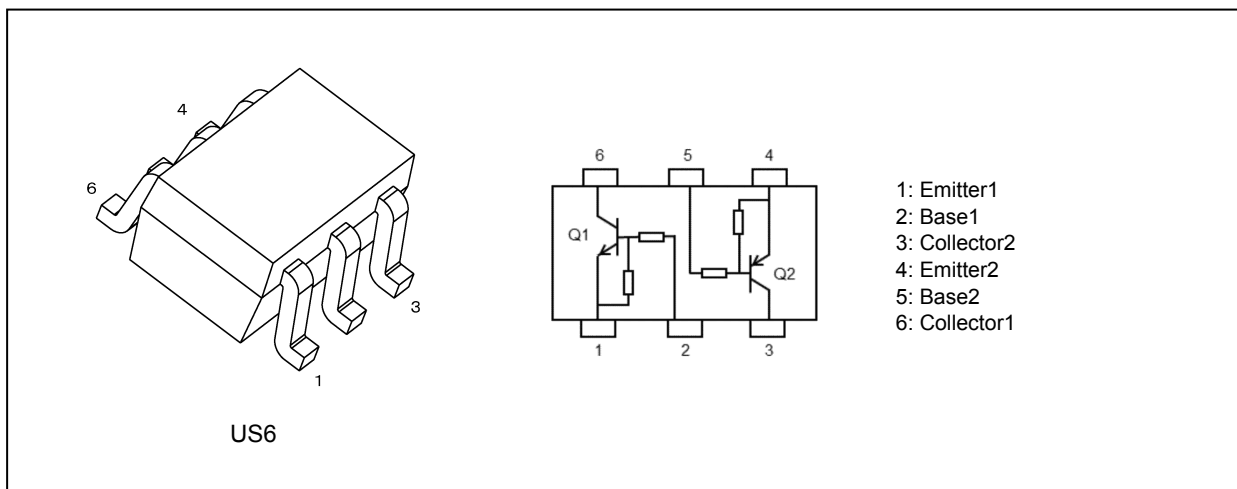 4
6
3
1
US6
6 5 4
Q1
Q2
1 2 3
1: Emitter1
2: Base1
3: Collector2
4: Emitter2
5: Base2
6: Collector1